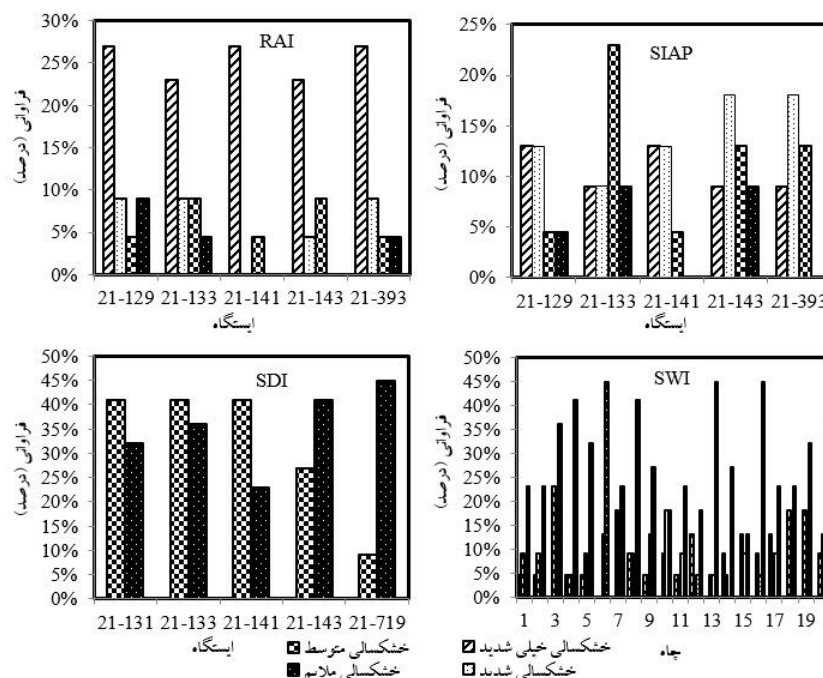 RAI
30%
25%
20%
15%
10%
5%
0%
فراوانی (درصد)
21-129 21-133 21-141 21-143 21-393
ایستگاه
SIAP
25%
20%
15%
10%
5%
0%
فراوانی (درصد)
21-129 21-133 21-141 21-143 21-393
ایستگاه
SDI
50%
45%
40%
35%
30%
25%
20%
15%
10%
5%
0%
فراوانی (درصد)
21-131 21-133 21-141 21-143 21-719
ایستگاه
SWI
50%
45%
40%
35%
30%
25%
20%
15%
10%
5%
0%
فراوانی (درصد)
1 3 5 7 9 11 13 15 17 19
چاه
خشکسالی خیلی شدید
خشکسالی شدید
خشکسالی متوسط
خشکسالی ملایم